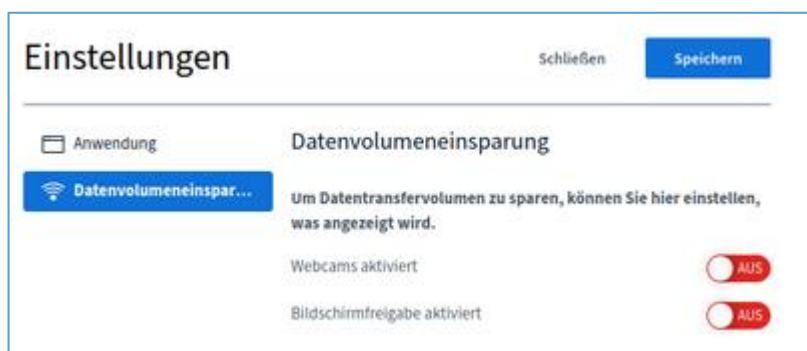 Einstellungen
Schließen
Speichern
Anwendung
Datenvolumeneinspar...
Datenvolumeneinsparung
Um Datentransfervolumen zu sparen, können Sie hier einstellen,
was angezeigt wird.
Webcams aktiviert
AUS
Bildschirmfreigabe aktiviert
AUS